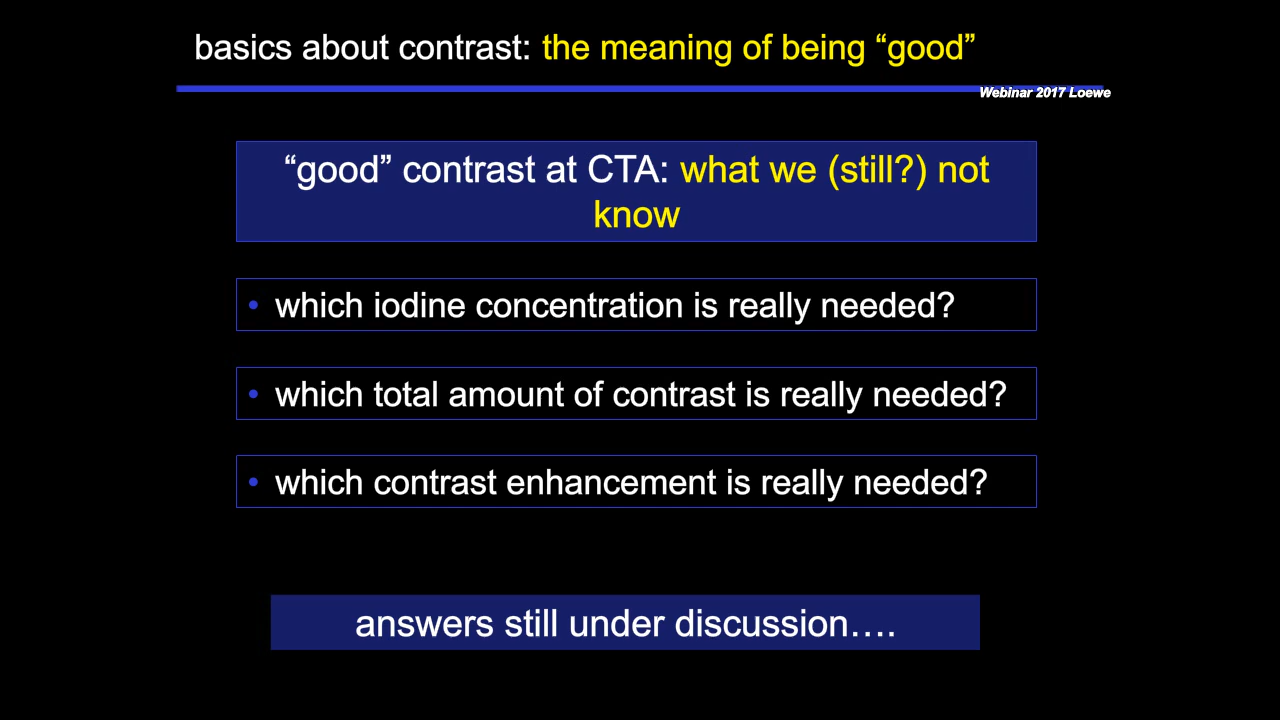 basics about contrast: the meaning of being “good”
Webinar 2017 Loewe
“good” contrast at CTA: what we (still?) not
know
• which iodine concentration is really needed?
• which total amount of contrast is really needed?
• which contrast enhancement is really needed?
answers still under discussion….